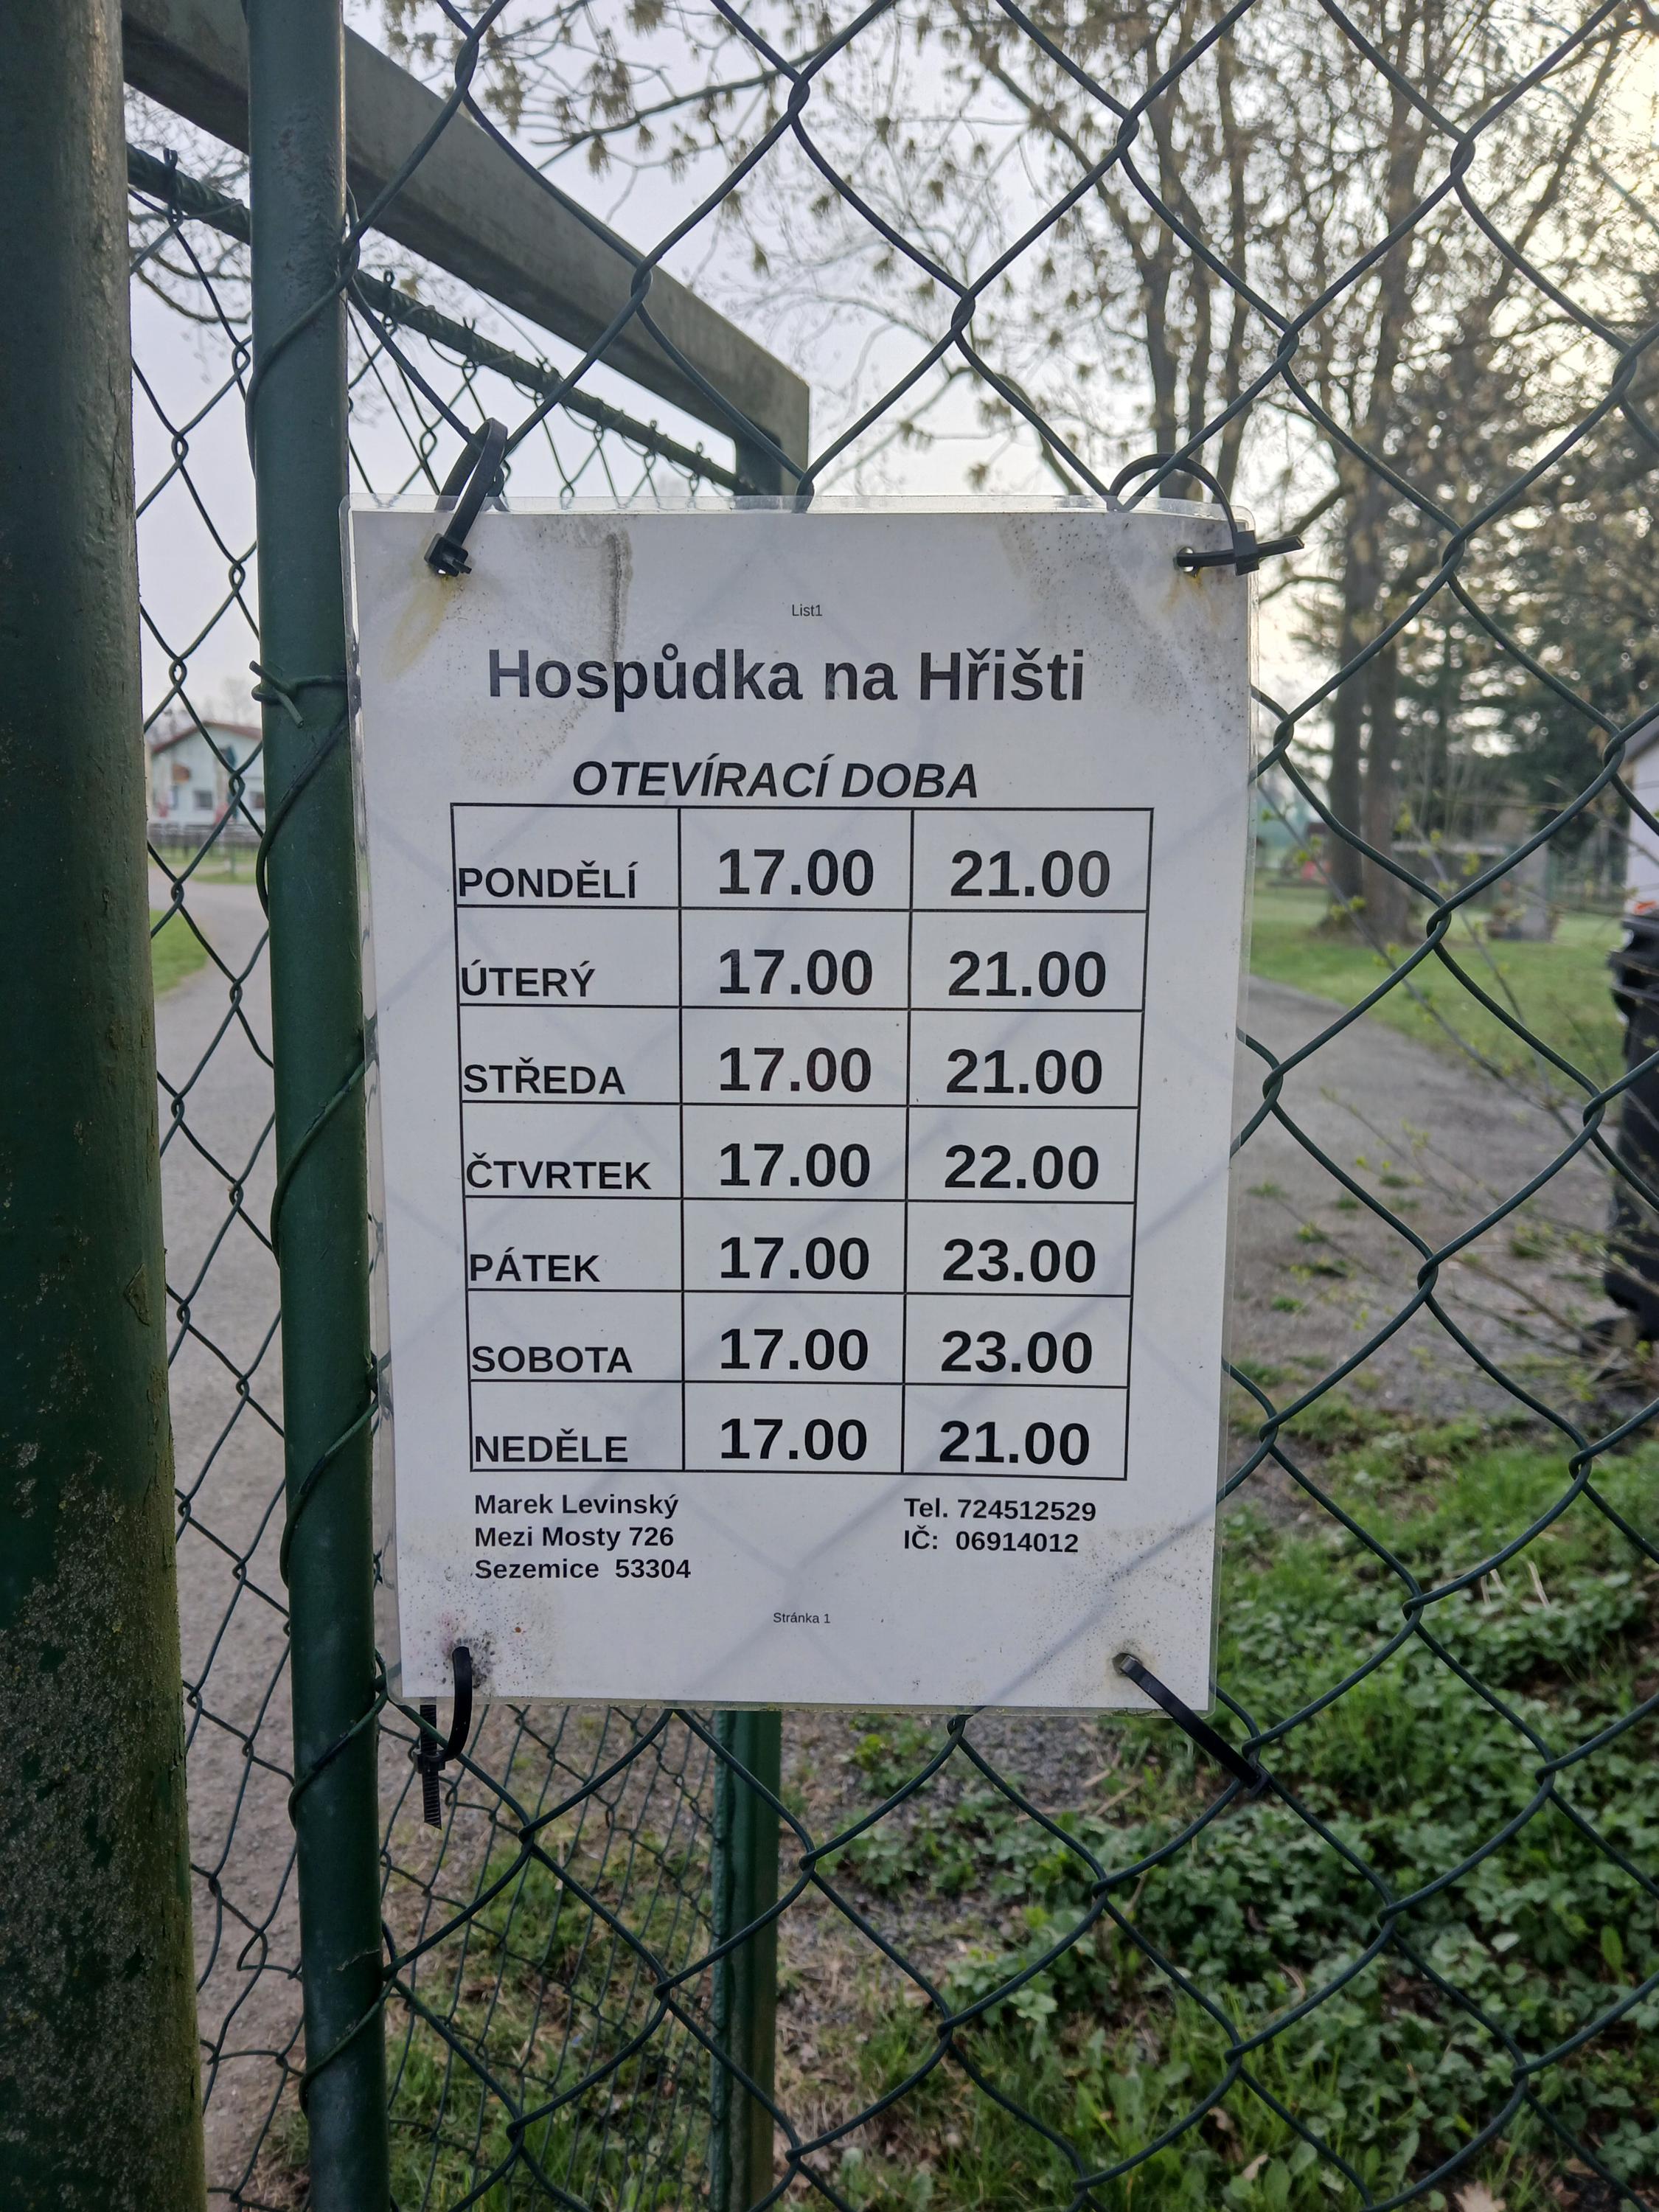 List1
Hospůdka na Hřišti
OTEVÍRACÍ DOBA
PONDĚLÍ 17.00 21.00
ÚTERÝ 17.00 21.00
STŘEDA 17.00 21.00
ČTVRTEK 17.00 22.00
PÁTEK 17.00 23.00
SOBOTA 17.00 23.00
NEDĚLE 17.00 21.00
Marek Levinský Tel. 724512529
Mezi Mosty 726 IČ: 06914012
Sezemice 53304
Stránka 1